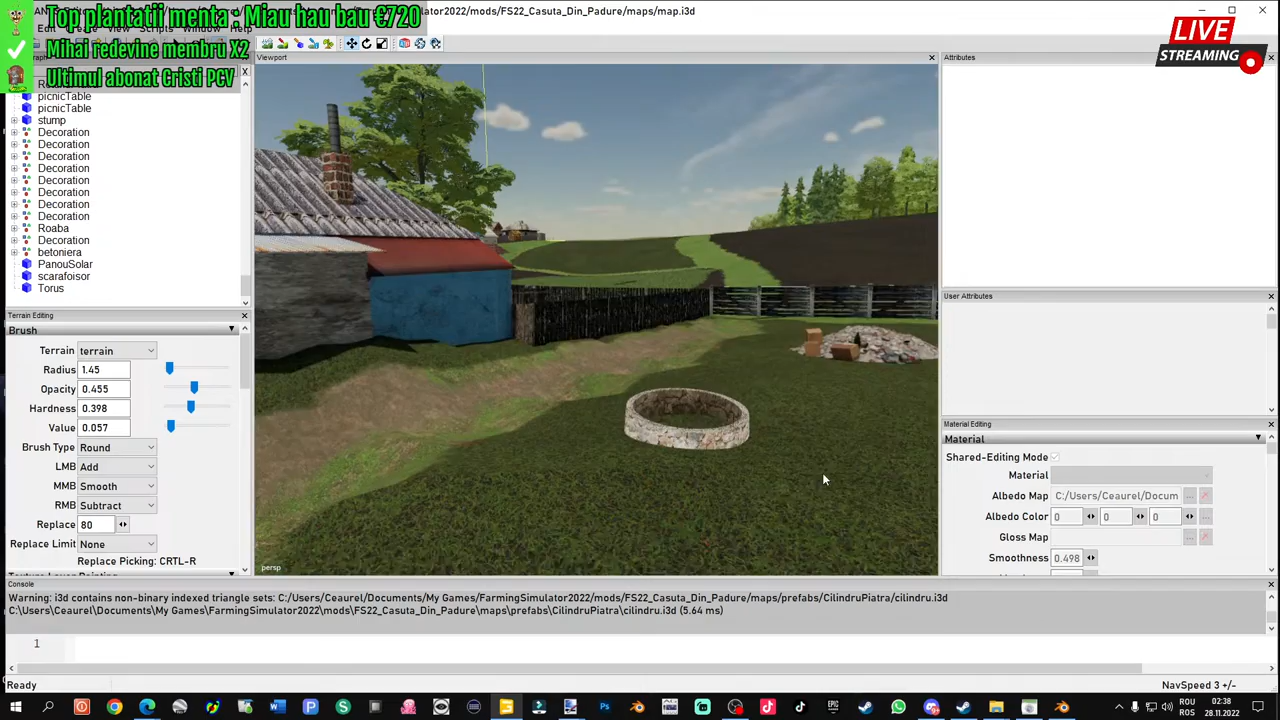 Top plantatii menta : Miau hau bau €720
orSimulator2022/mods/FS22_Casuta_Din_Padure/maps/map.i3d
LIVE
STREAMING
Mihai redevine membru X2
Ultimul abonat Cristi PCV
Viewport
Attributes
picnicTable
picnicTable
stump
Decoration
Decoration
Decoration
Decoration
Decoration
Decoration
Decoration
Decoration
Roaba
Decoration
betoniera
PanouSolar
scarafoisor
Torus
User Attributes
Terrain Editing
Brush
Terrain terrain
Radius 1.45
Opacity 0.455
Hardness 0.398
Value 0.057
Brush Type Round
LMB Add
MMB Smooth
RMB Subtract
Replace 80
Replace Limit None
Replace Picking: CRTL-R
persp
Material Editing
Material
Shared-Editing Mode
Material
Albedo Map C:/Users/Ceaurel/Docum ...
Albedo Color 0 0 0 ...
Gloss Map ...
Smoothness 0.498
Console
Warning: i3d contains non-binary indexed triangle sets: C:/Users/Ceaurel/Documents/My Games/FarmingSimulator2022/mods/FS22_Casuta_Din_Padure/maps/prefabs/CilindruPiatra/cilindru.i3d
C:\Users\Ceaurel\Documents\My Games\FarmingSimulator2022\mods\FS22_Casuta_Din_Padure\maps\prefabs\CilindruPiatra\cilindru.i3d (5.64 ms)
1
Ready
NavSpeed 3 +/-
ROU 02:38
ROS 28.11.2022